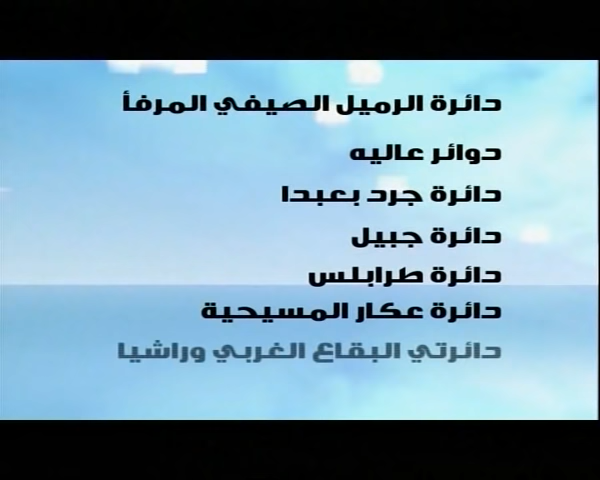 دائرة الرميل الصيفي المرفأ
دوائر عاليه
دائرة جرد بعبدا
دائرة جبيل
دائرة طرابلس
دائرة عكار المسيحية
دائرتي البقاع الغربي وراشيا